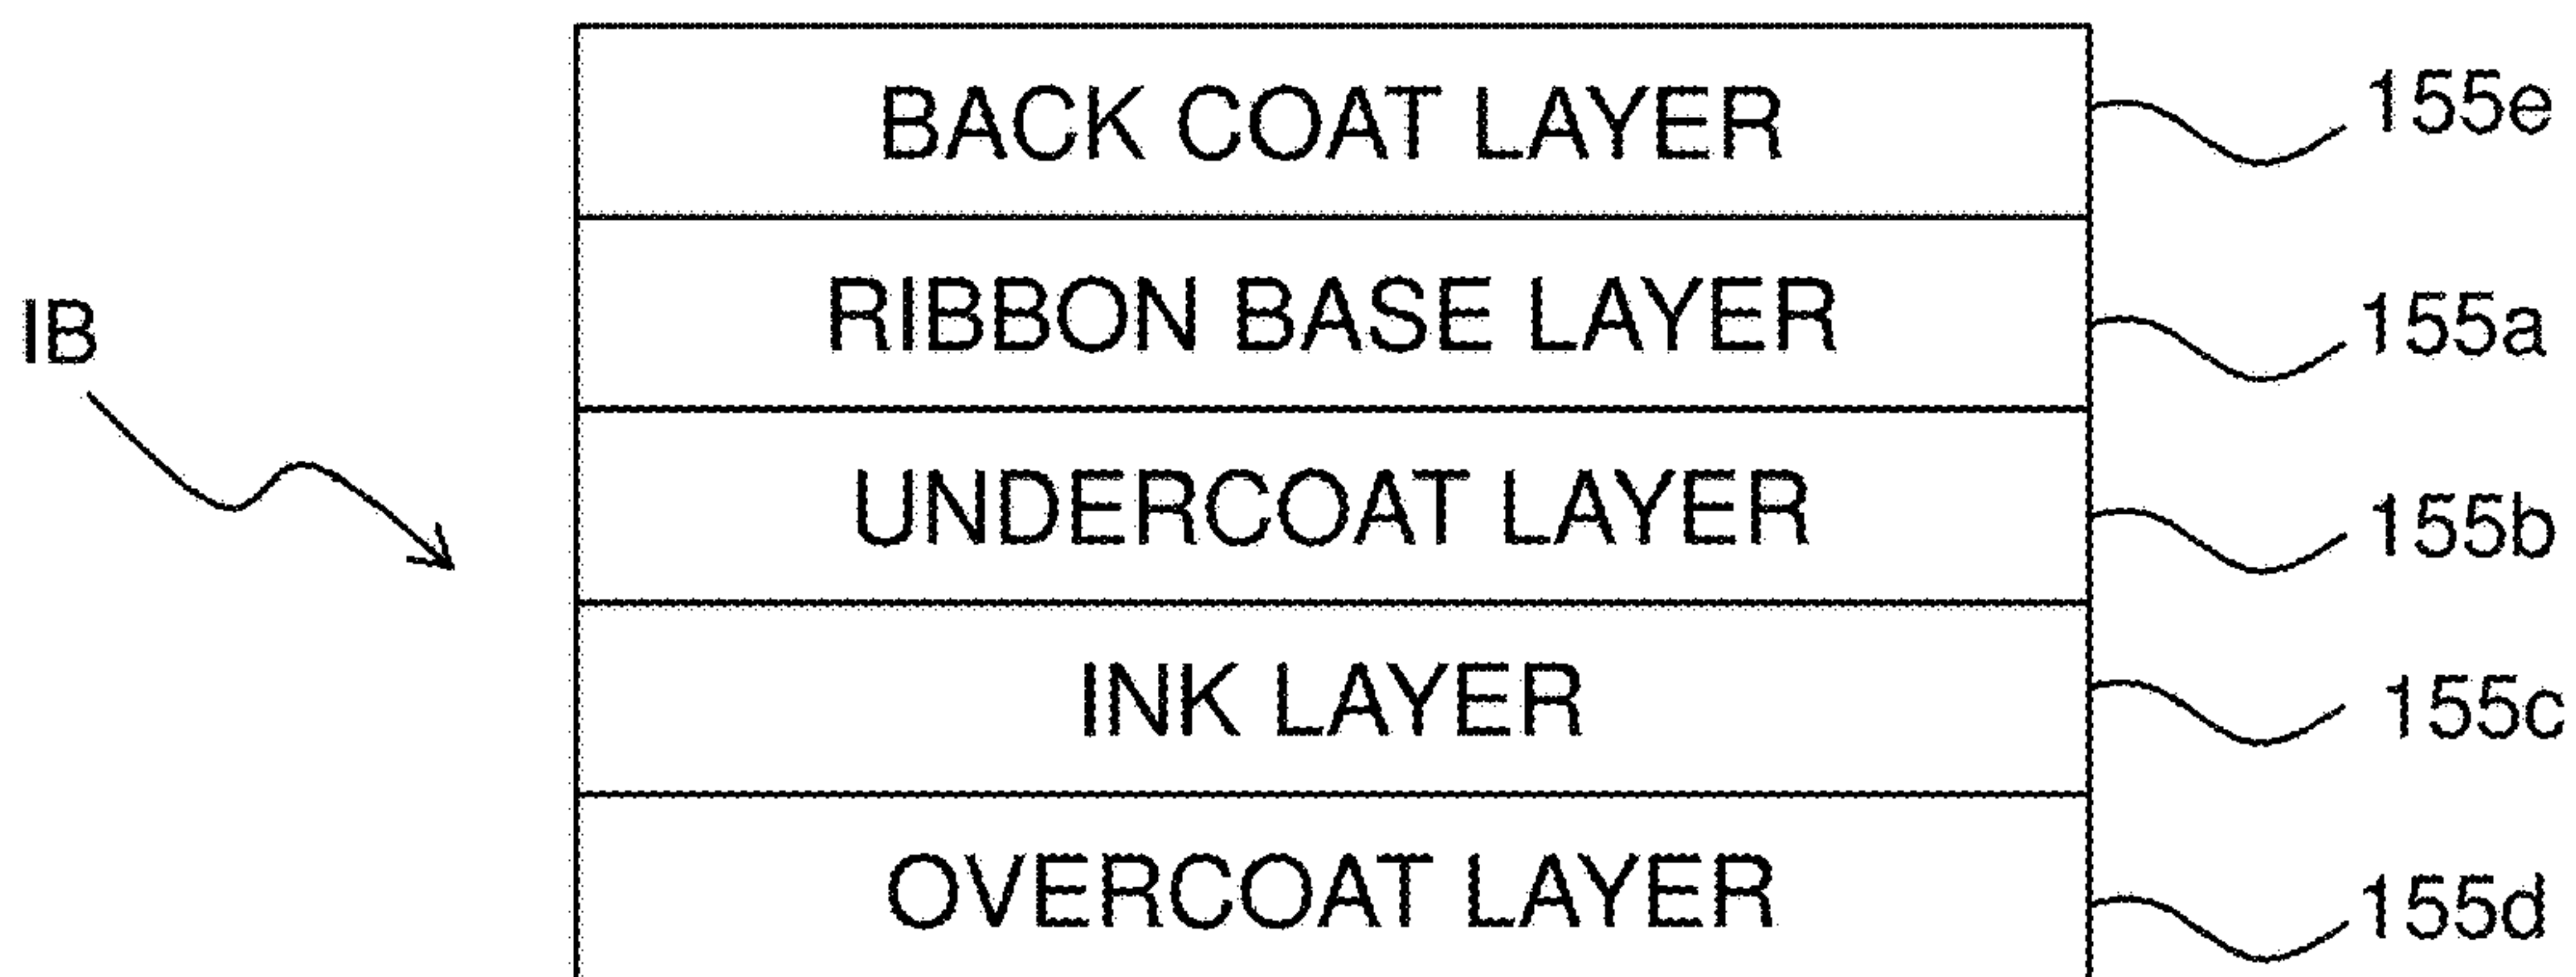 BACK COAT LAYER 155e
RIBBON BASE LAYER 155a
IB
UNDERCOAT LAYER 155b
INK LAYER 155c
OVERCOAT LAYER 155d